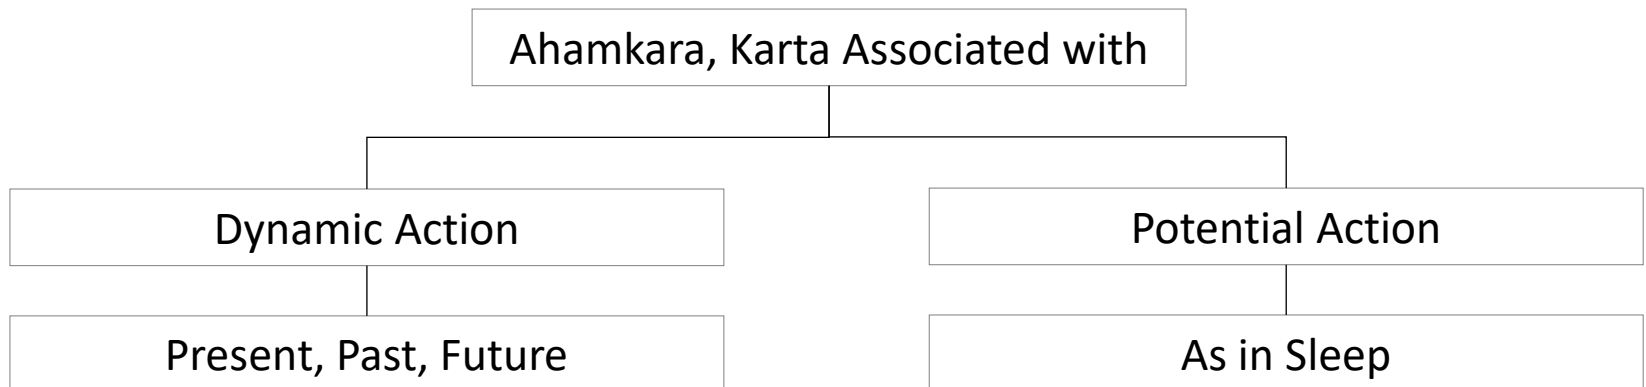 Ahamkara, Karta Associated with
Dynamic Action
Potential Action
Present, Past, Future
As in Sleep